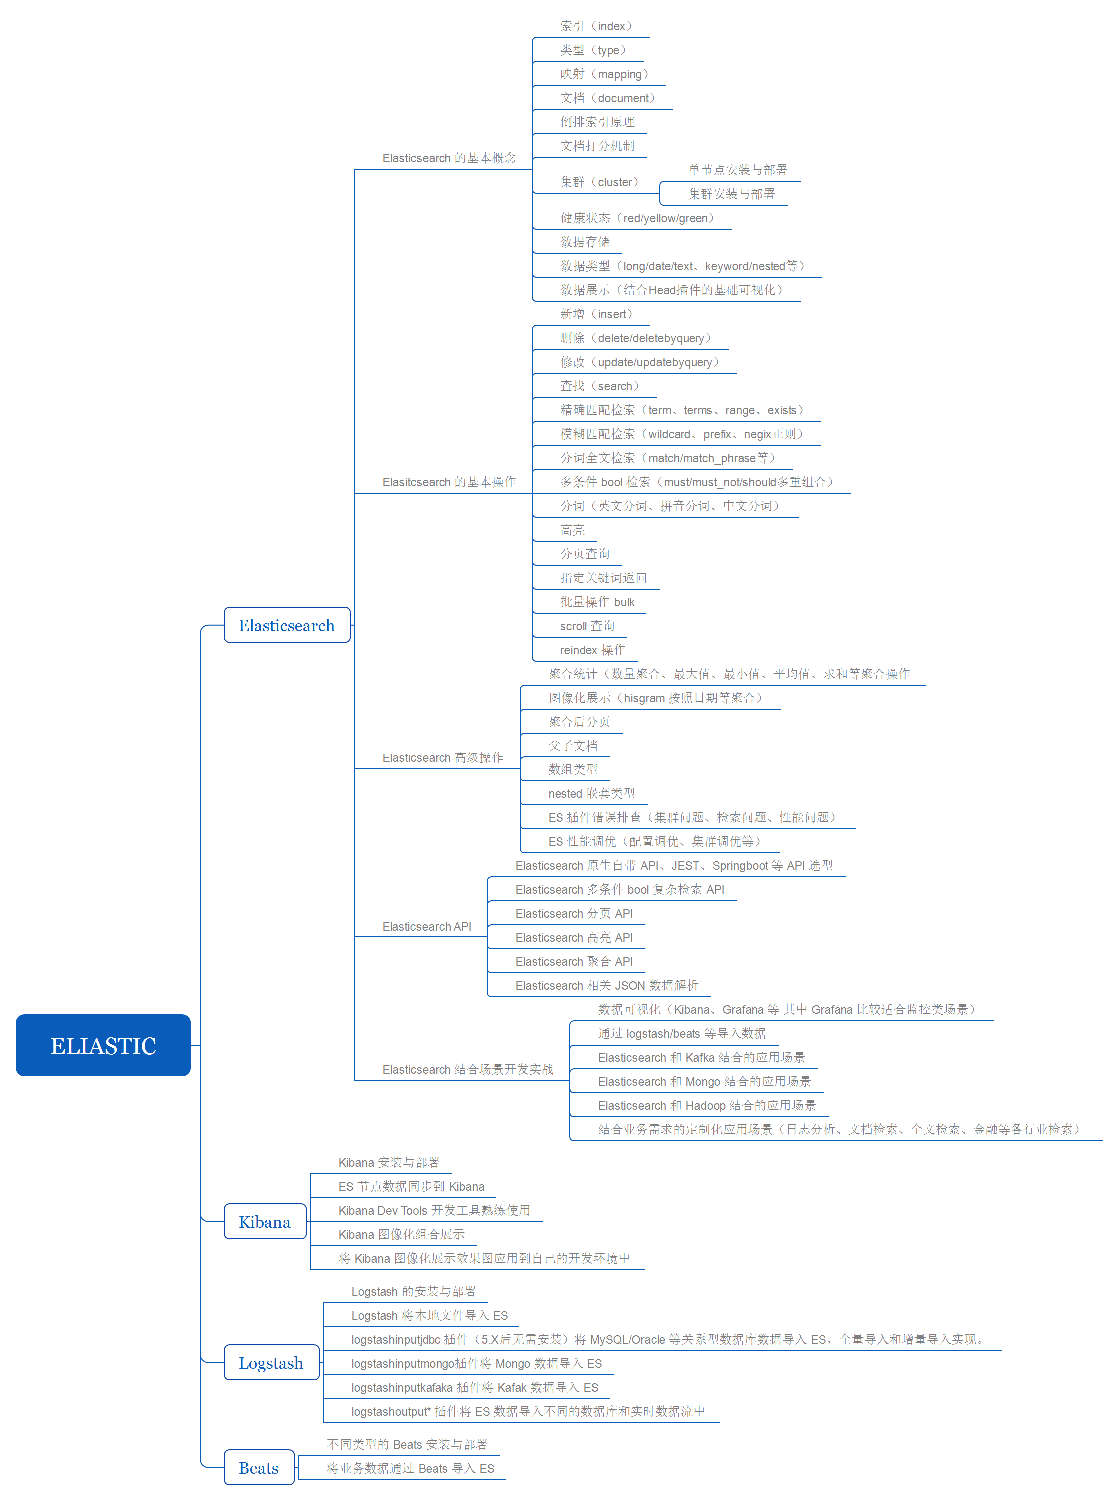 ELIASTIC
Elasticsearch
Elasticsearch 的基本概念
索引（index）
类型（type）
映射（mapping）
文档（document）
倒排索引原理
文档打分机制
集群（cluster）
单节点安装与部署
集群安装与部署
健康状态（red/yellow/green）
数据存储
数据类型（long/date/text、keyword/nested等）
数据展示（结合Head插件的基础可视化）
Elasitcsearch 的基本操作
新增（insert）
删除（delete/deletebyquery）
修改（update/updatebyquery）
查找（search）
精确匹配检索（term、terms、range、exists）
模糊匹配检索（wildcard、prefix、negix正则）
分词全文检索（match/match_phrase等）
多条件 bool 检索（must/must_not/should多重组合）
分词（英文分词、拼音分词、中文分词）
高亮
分页查询
指定关键词返回
批量操作 bulk
scroll 查询
reindex 操作
Elasticsearch 高级操作
聚合统计（数量聚合、最大值、最小值、平均值、求和等聚合操作
图像化展示（hisgram 按照日期等聚合）
聚合后分页
父子文档
数组类型
nested 嵌套类型
ES 插件错误排查（集群问题、检索问题、性能问题）
ES 性能调优（配置调优、集群调优等）
Elasticsearch API
Elasticsearch 原生自带 API、JEST、Springboot 等 API 选型
Elasticsearch 多条件 bool 复杂检索 API
Elasticsearch 分页 API
Elasticsearch 高亮 API
Elasticsearch 聚合 API
Elasticsearch 相关 JSON 数据解析
Elasticsearch 结合场景开发实战
数据可视化（Kibana、Grafana 等 其中 Grafana 比较适合监控类场景）
通过 logstash/beats 等导入数据
Elasticsearch 和 Kafka 结合的应用场景
Elasticsearch 和 Mongo 结合的应用场景
Elasticsearch 和 Hadoop 结合的应用场景
结合业务需求的定制化应用场景（日志分析、文档检索、全文检索、金融等各行业检索）
Kibana
Kibana 安装与部署
ES 节点数据同步到 Kibana
Kibana Dev Tools 开发工具熟练使用
Kibana 图像化组合展示
将 Kibana 图像化展示效果图应用到自己的开发环境中
Logstash
Logstash 的安装与部署
Logstash 将本地文件导入 ES
logstashinputjdbc 插件（5.X后无需安装）将 MySQL/Oracle 等关系型数据库数据导入 ES，全量导入和增量导入实现。
logstashinputmongo插件将 Mongo 数据导入 ES
logstashinputkafaka 插件将 Kafak 数据导入 ES
logstashoutput* 插件将 ES 数据导入不同的数据库和实时数据流中
Beats
不同类型的 Beats 安装与部署
将业务数据通过 Beats 导入 ES